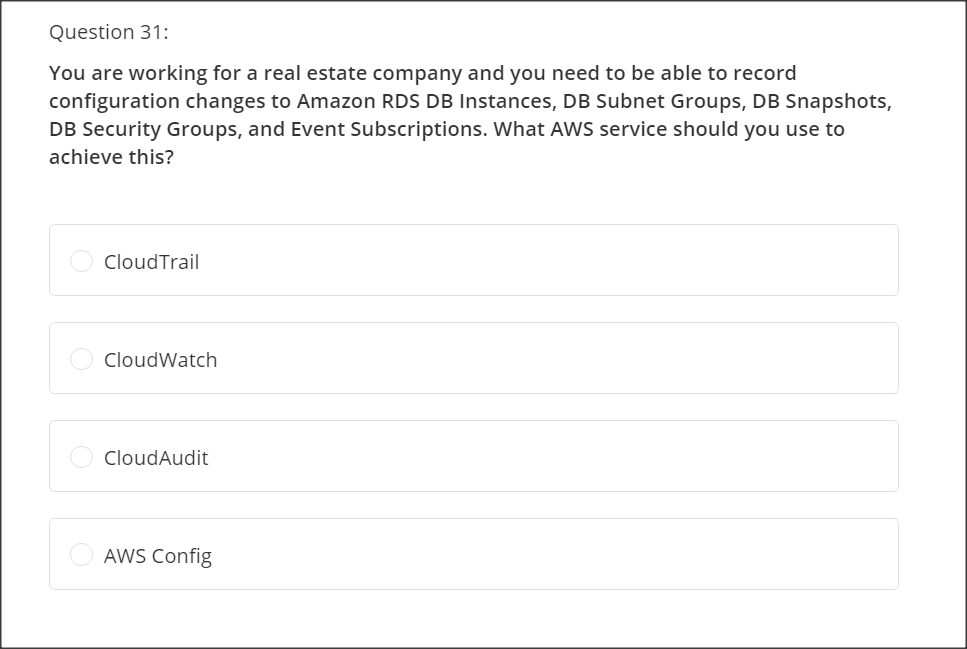 Question 31:
You are working for a real estate company and you need to be able to record
configuration changes to Amazon RDS DB Instances, DB Subnet Groups, DB Snapshots,
DB Security Groups, and Event Subscriptions. What AWS service should you use to
achieve this?
CloudTrail
CloudWatch
CloudAudit
AWS Config